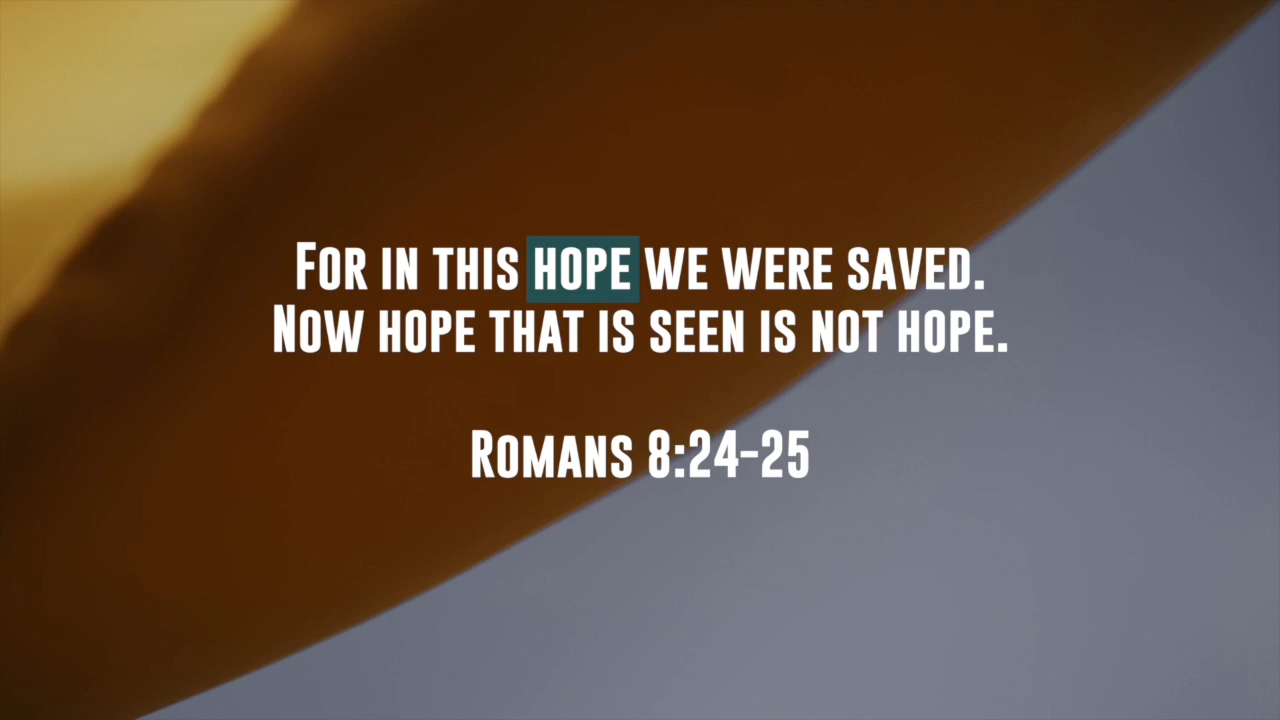 For in this hope we were saved.
Now hope that is seen is not hope.
Romans 8:24-25